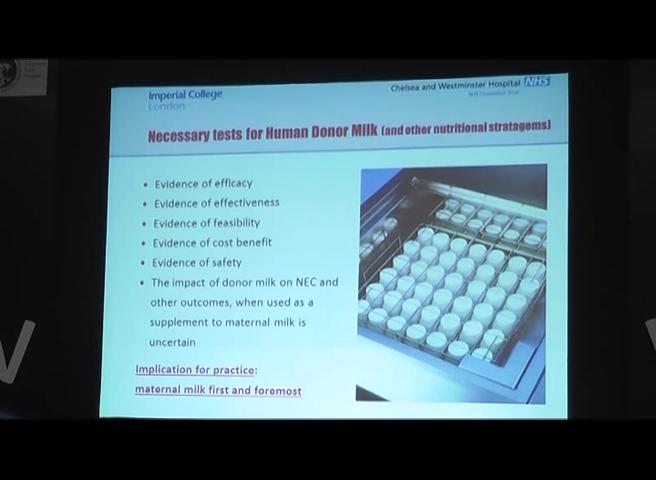 Imperial College
London
Chelsea and Westminster Hospital NHS
NHS Foundation Trust
Necessary tests for Human Donor Milk (and other nutritional stratagems)
• Evidence of efficacy
• Evidence of effectiveness
• Evidence of feasibility
• Evidence of cost benefit
• Evidence of safety
• The impact of donor milk on NEC and
other outcomes, when used as a
supplement to maternal milk is
uncertain
Implication for practice:
maternal milk first and foremost